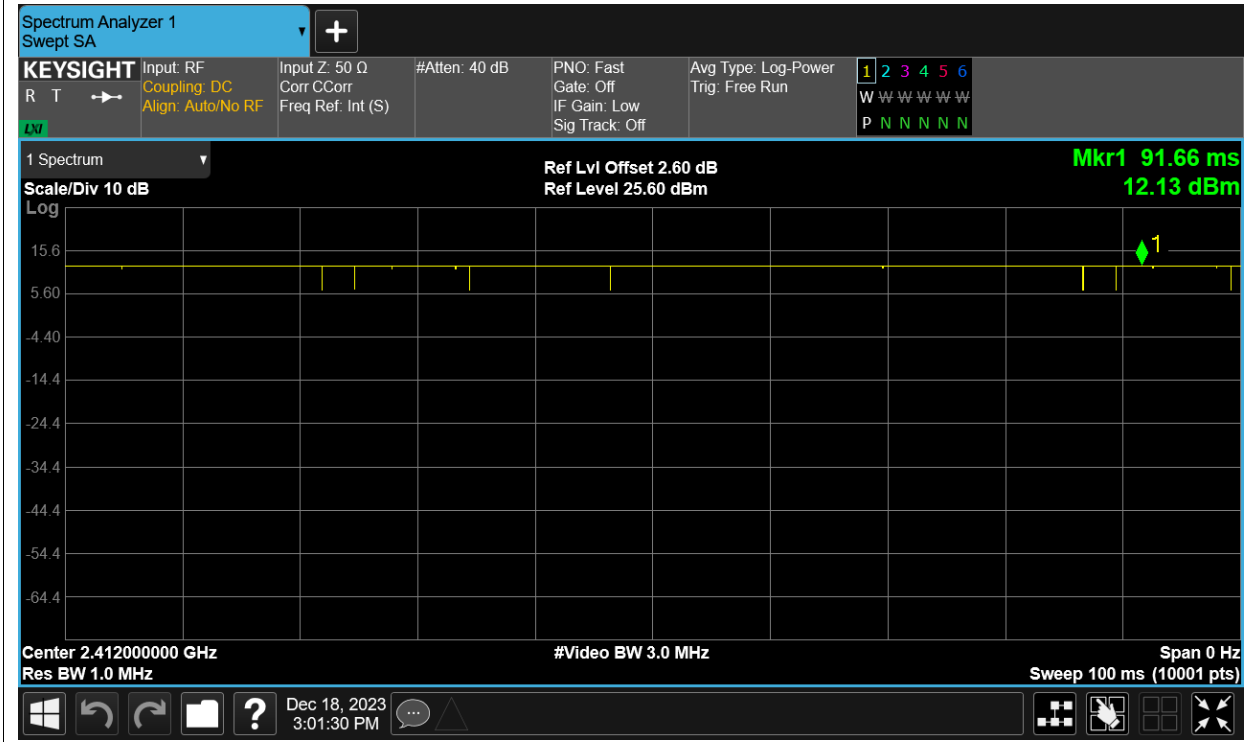 Spectrum Analyzer 1
Swept SA
KEYSIGHT
R T
LXI
Input: RF
Coupling: DC
Align: Auto/No RF
Input Z: 50 Ω
Corr CCorr
Freq Ref: Int (S)
#Atten: 40 dB
PNO: Fast
Gate: Off
IF Gain: Low
Sig Track: Off
Avg Type: Log-Power
Trig: Free Run
1 2 3 4 5 6
W W W W W W
P N N N N N
1 Spectrum
Scale/Div 10 dB
Log
Ref Lvl Offset 2.60 dB
Ref Level 25.60 dBm
Mkr1 91.66 ms
12.13 dBm
1
15.6
5.60
-4.40
-14.4
-24.4
-34.4
-44.4
-54.4
-64.4
Center 2.412000000 GHz
#Video BW 3.0 MHz
Span 0 Hz
Res BW 1.0 MHz
Sweep 100 ms (10001 pts)
?
Dec 18, 2023
3:01:30 PM